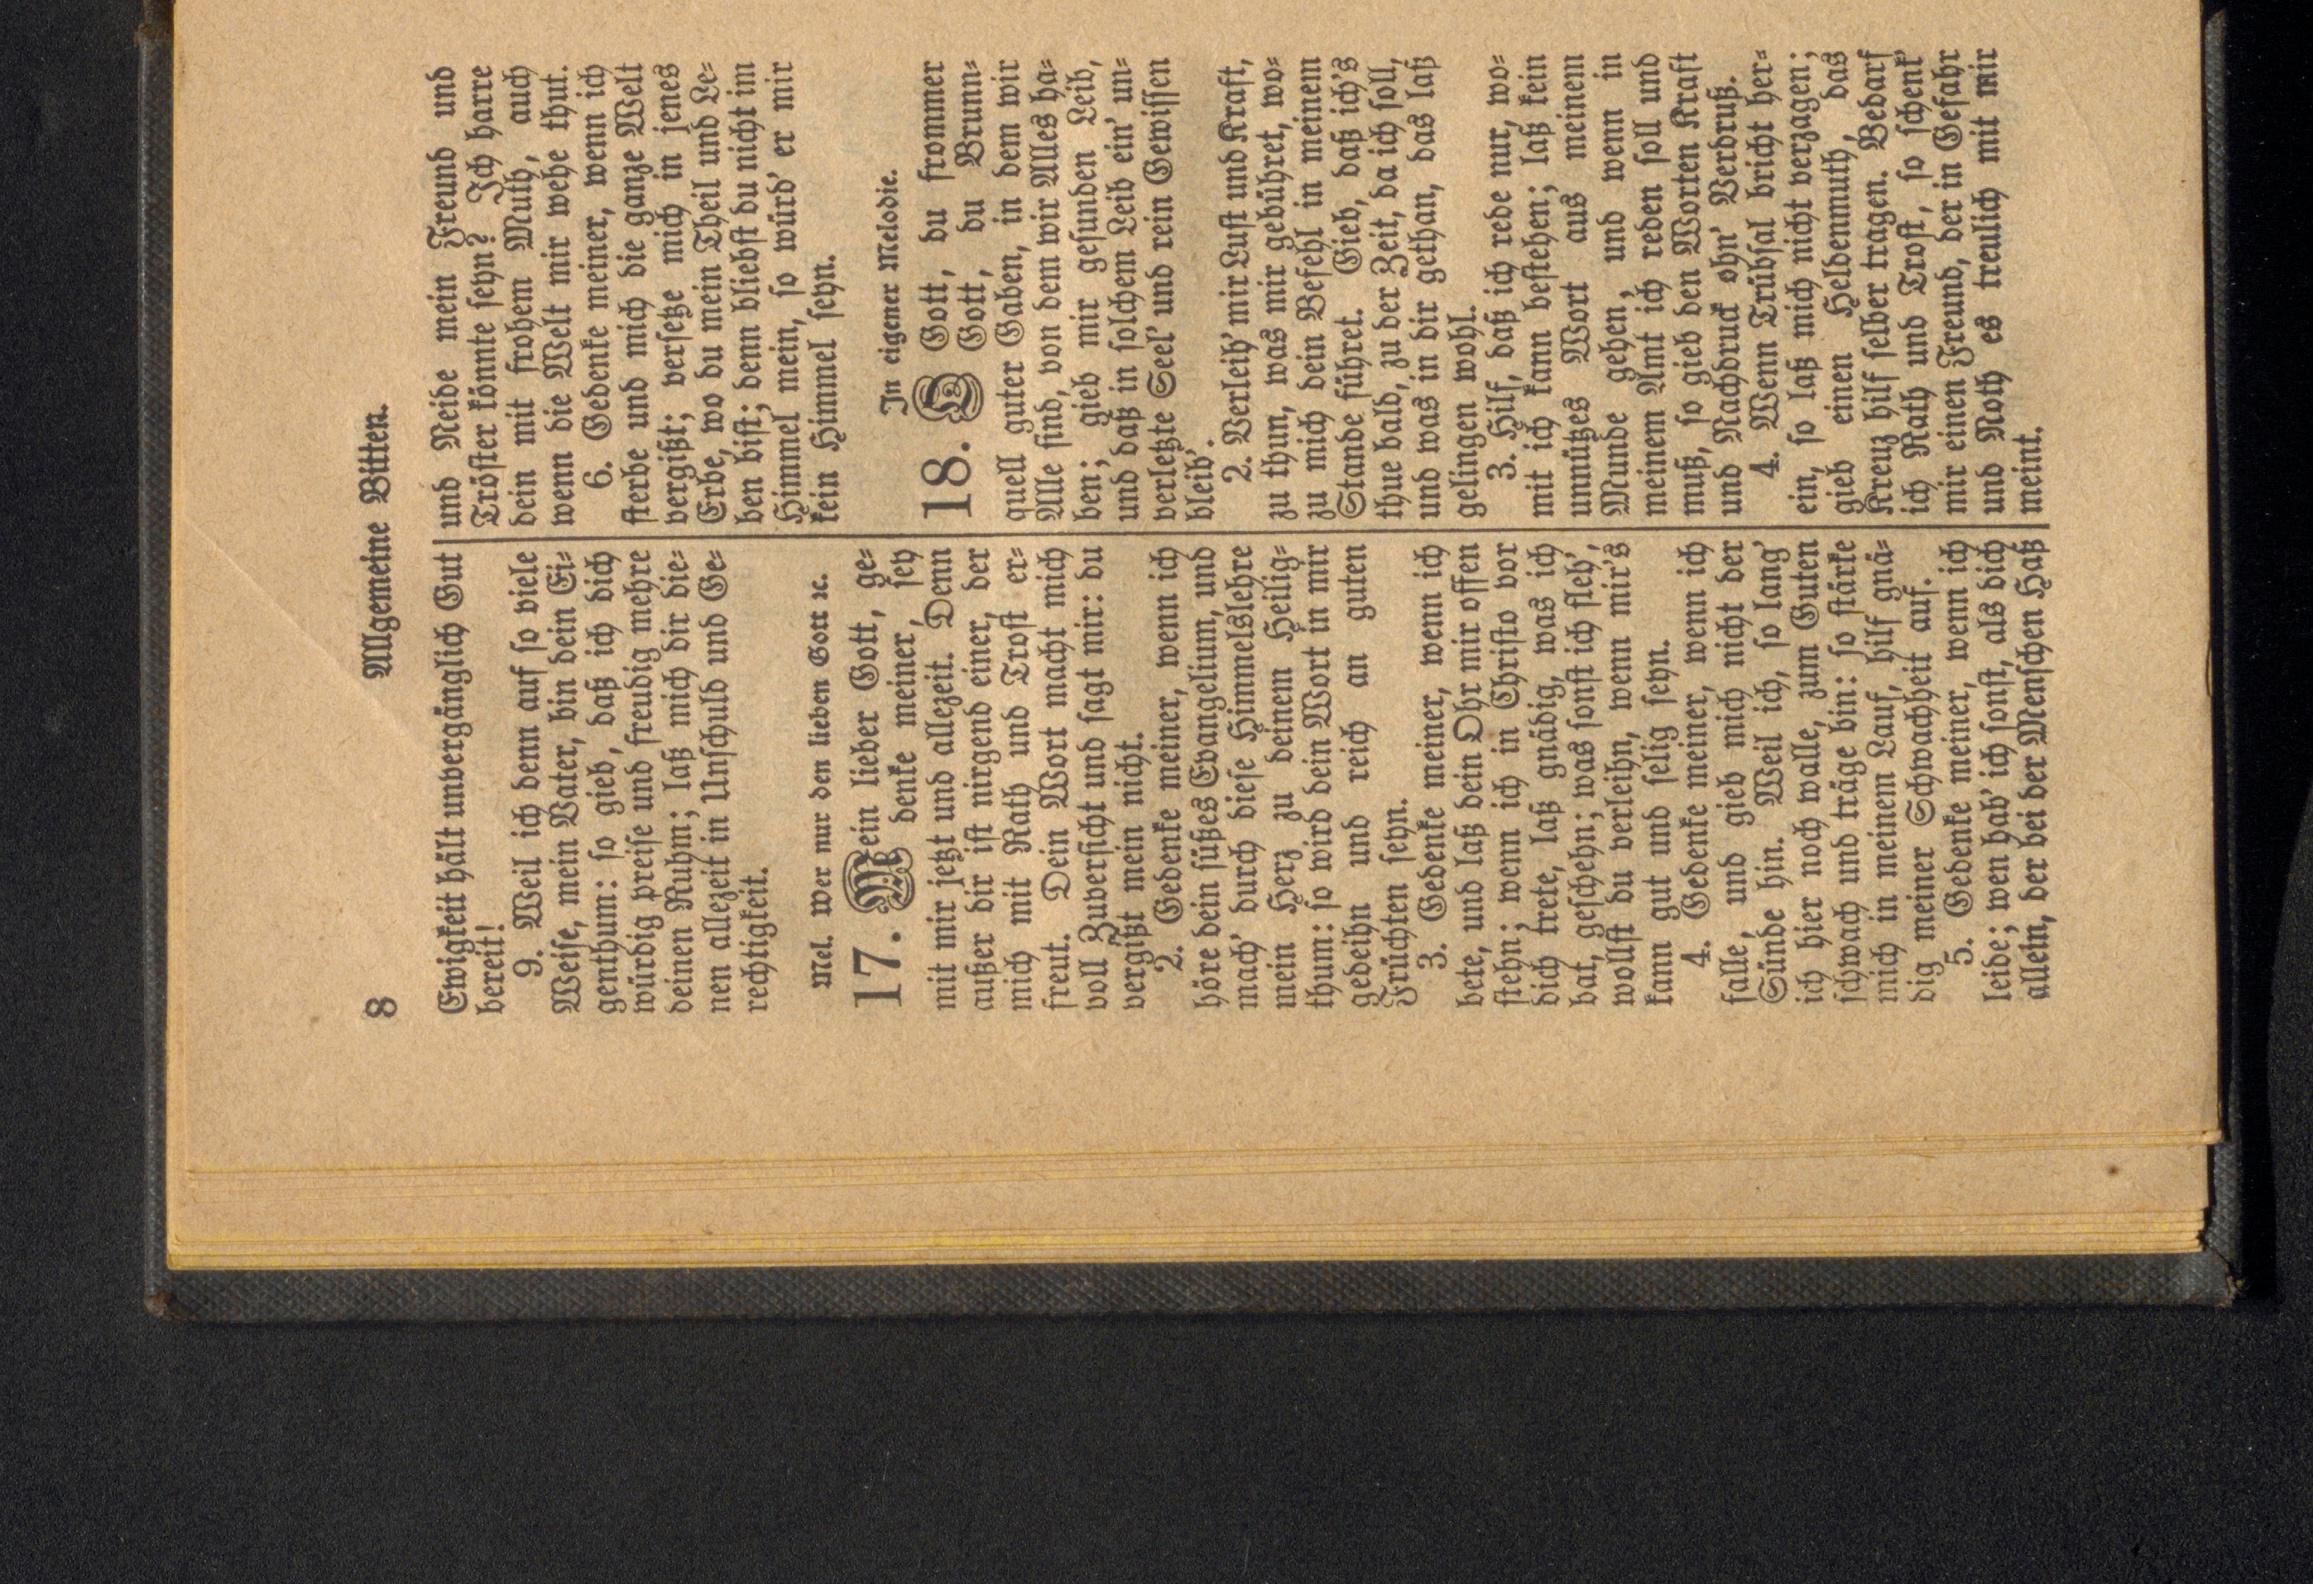 8
Allgemeine Bitten.
Ewigkeit hält unvergänglich Gut
bereit!
9. Weil ich denn auf so viele
Weise, mein Vater, bin dein Ei-
genthum: so gieb, daß ich dich
würdig preise und freudig mehre
deinen Ruhm; laß mich dir die-
nen allezeit in Unschuld und Ge-
rechtigkeit.
Mel. Wer nur den lieben Gott ꝛc.
17. Mein lieber Gott, ge-
denke meiner, sey
mit mir jetzt und allezeit. Denn
außer dir ist nirgend einer, der
mich mit Rath und Trost er-
freut. Dein Wort macht mich
voll Zuversicht und sagt mir: du
vergißt mein nicht.
2. Gedenke meiner, wenn ich
höre dein süßes Evangelium, und
mach' durch diese Himmelslehre
mein Herz zu deinem Heilig-
thum: so wird dein Wort in mir
gedeihn und reich an guten
Früchten seyn.
3. Gedenke meiner, wenn ich
bete, und laß dein Ohr mir offen
stehn; wenn ich in Christo vor
dich trete, laß gnädig, was ich
bat, geschehn; was sonst ich fleh',
wollst du verleihn, wenn mir's
kann gut und selig seyn.
4. Gedenke meiner, wenn ich
falle, und gieb mich nicht der
Sünde hin. Weil ich, so lang'
ich hier noch walle, zum Guten
schwach und träge bin: so stärke
mich in meinem Lauf, hilf gnä-
dig meiner Schwachheit auf.
5. Gedenke meiner, wenn ich
leide; wen hab' ich sonst, als dich
allein, der bei der Menschen Haß
und Neide mein Freund und
Tröster könnte seyn? Ich harre
dein mit frohem Muth, auch
wenn die Welt mir wehe thut.
6. Gedenke meiner, wenn ich
sterbe und mich die ganze Welt
vergißt; versetze mich in jenes
Erbe, wo du mein Theil und Le-
ben bist; denn bliebst du nicht im
Himmel mein, so würd' er mir
kein Himmel seyn.
In eigener Melodie.
18. O Gott, du frommer
Gott, du Brunn-
quell guter Gaben, in dem wir
Alle sind, von dem wir Alles ha-
ben; gieb mir gesunden Leib,
und daß in solchem Leib ein' un-
verletzte Seel' und rein Gewissen
bleib'.
2. Verleih' mir Lust und Kraft,
zu thun, was mir gebühret, wo-
zu mich dein Befehl in meinem
Stande führet. Gieb, daß ich's
thue bald, zu der Zeit, da ich soll,
und was in dir gethan, das laß
gelingen wohl.
3. Hilf, daß ich rede nur, wo-
mit ich kann bestehen; laß kein
unnützes Wort aus meinem
Munde gehen, und wenn in
meinem Amt ich reden soll und
muß, so gieb den Worten Kraft
und Nachdruck ohn' Verdruß.
4. Wenn Trübsal bricht her-
ein, so laß mich nicht verzagen;
gieb einen Heldenmuth, das
Kreuz hilf selber tragen. Bedarf
ich Rath und Trost, so schenk'
mir einen Freund, der in Gefahr
und Noth es treulich mit mir
meint.